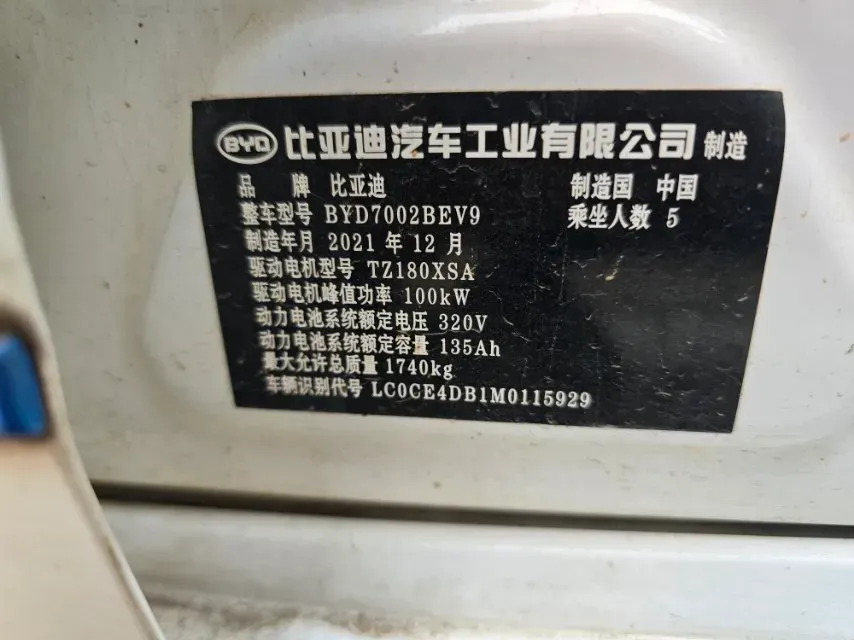 BYD 比亚迪汽车工业有限公司 制造
品 牌 比亚迪 制造国 中国
整车型号 BYD7002BEV9 乘坐人数 5
制造年月 2021 年 12 月
驱动电机型号 TZ180XSA
驱动电机峰值功率 100kW
动力电池系统额定电压 320V
动力电池系统额定容量 135Ah
最大允许总质量 1740kg
车辆识别代号 LC0CE4DB1M0115929